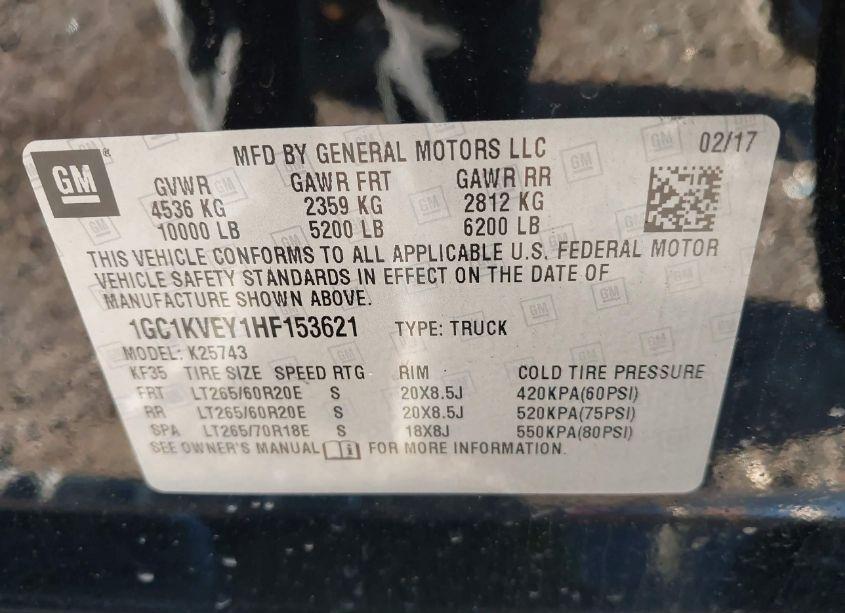 GM
MFD BY GENERAL MOTORS LLC 02/17
GVWR GAWR FRT GAWR RR
4536 KG 2359 KG 2812 KG
10000 LB 5200 LB 6200 LB
THIS VEHICLE CONFORMS TO ALL APPLICABLE U.S. FEDERAL MOTOR
VEHICLE SAFETY STANDARDS IN EFFECT ON THE DATE OF
MANUFACTURE SHOWN ABOVE.
1GC1KVEY1HF153621 TYPE: TRUCK
MODEL: K25743
KF35 TIRE SIZE SPEED RTG RIM COLD TIRE PRESSURE
FRT LT265/60R20E S 20X8.5J 420KPA(60PSI)
RR LT265/60R20E S 20X8.5J 520KPA(75PSI)
SPA LT265/70R18E S 18X8J 550KPA(80PSI)
SEE OWNER'S MANUAL FOR MORE INFORMATION.